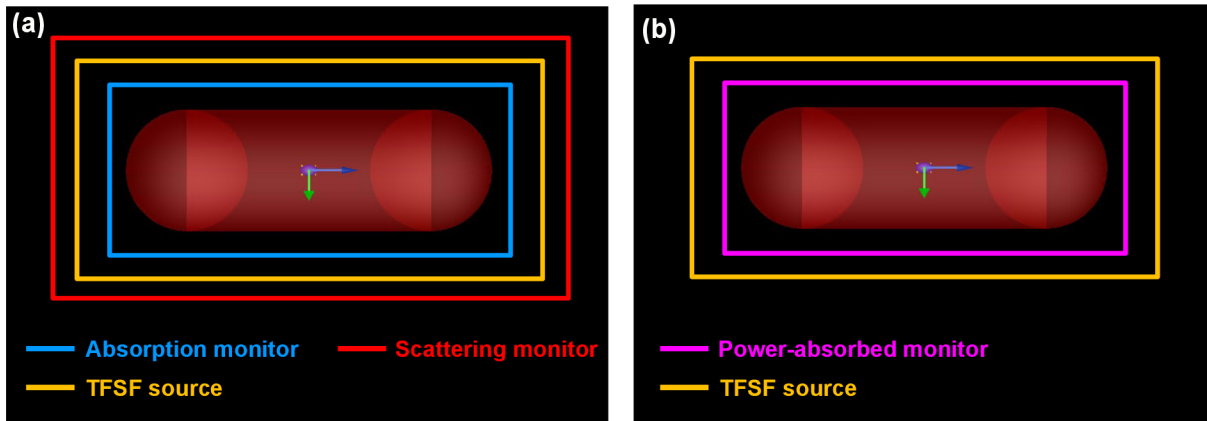 (a)
Absorption monitor
Scattering monitor
TFSF source
(b)
Power-absorbed monitor
TFSF source